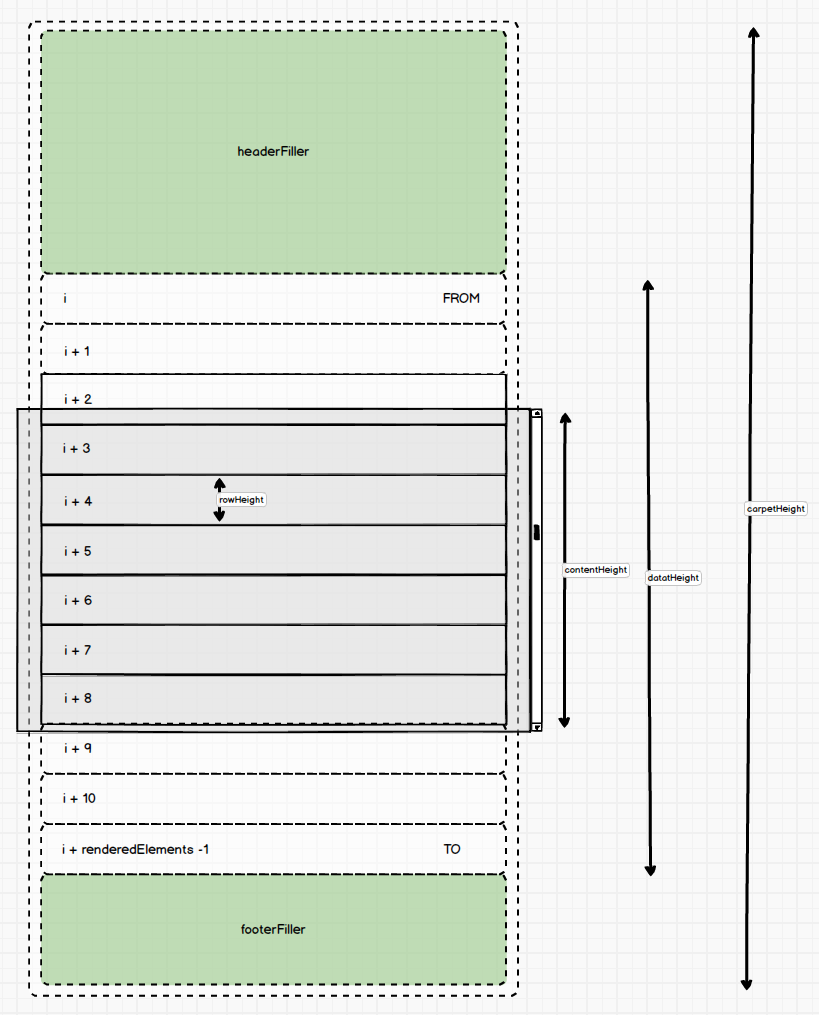 headerFiller
i FROM
i + 1
i + 2
i + 3
i + 4 rowHeight
carpetHeight
i + 5
contentHeight
datatHeight
i + 6
i + 7
i + 8
i + 9
i + 10
i + renderedElements -1 TO
footerFiller